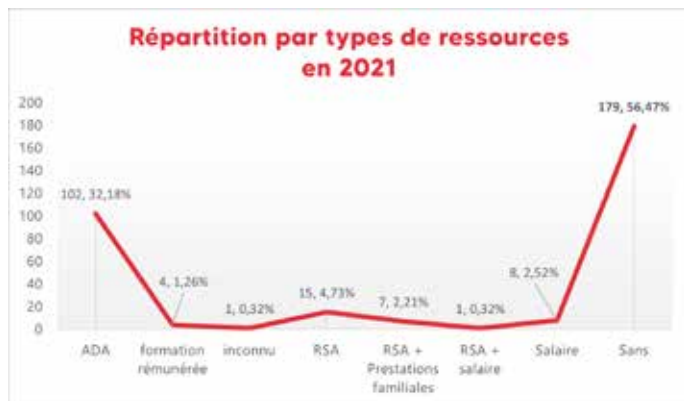 Répartition par types de ressources
en 2021
200
180
160
140
120
100
80
60
40
20
0
102, 32,18%
4, 1,26%
1, 0,32%
15, 4,73%
7, 2,21%
1, 0,32%
8, 2,52%
179, 56,47%
ADA
formation
rémunérée
inconnu
RSA
RSA +
Prestations
familiales
RSA +
salaire
Salaire
Sans